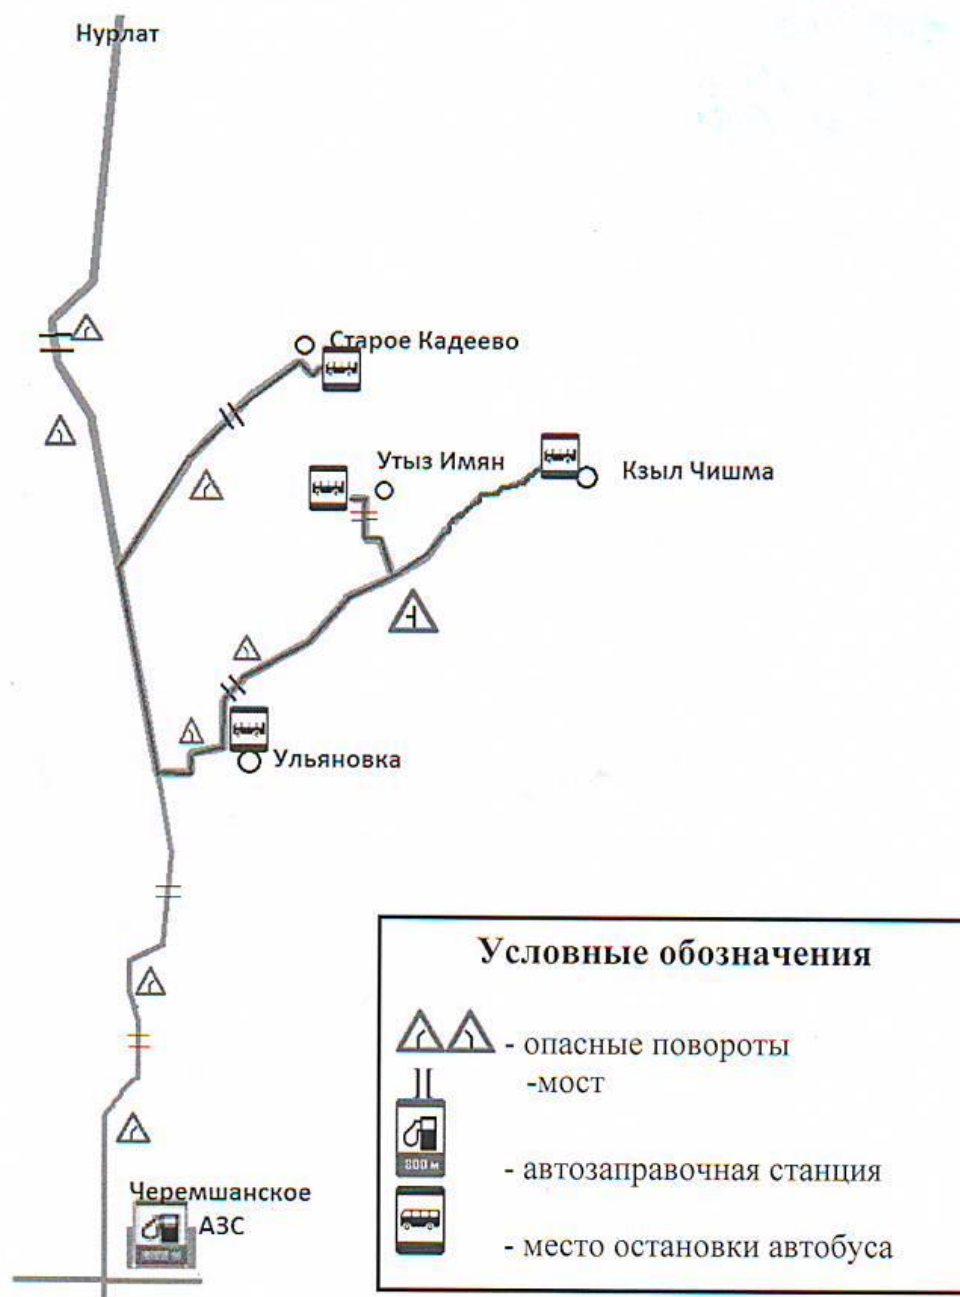 Нурлат
Старое Кадеево
Утыз Имян
Кзыл Чишма
Ульяновка
Черемшанское
АЗС
Условные обозначения
- опасные повороты
-мост
800 м
- автозаправочная станция
- место остановки автобуса